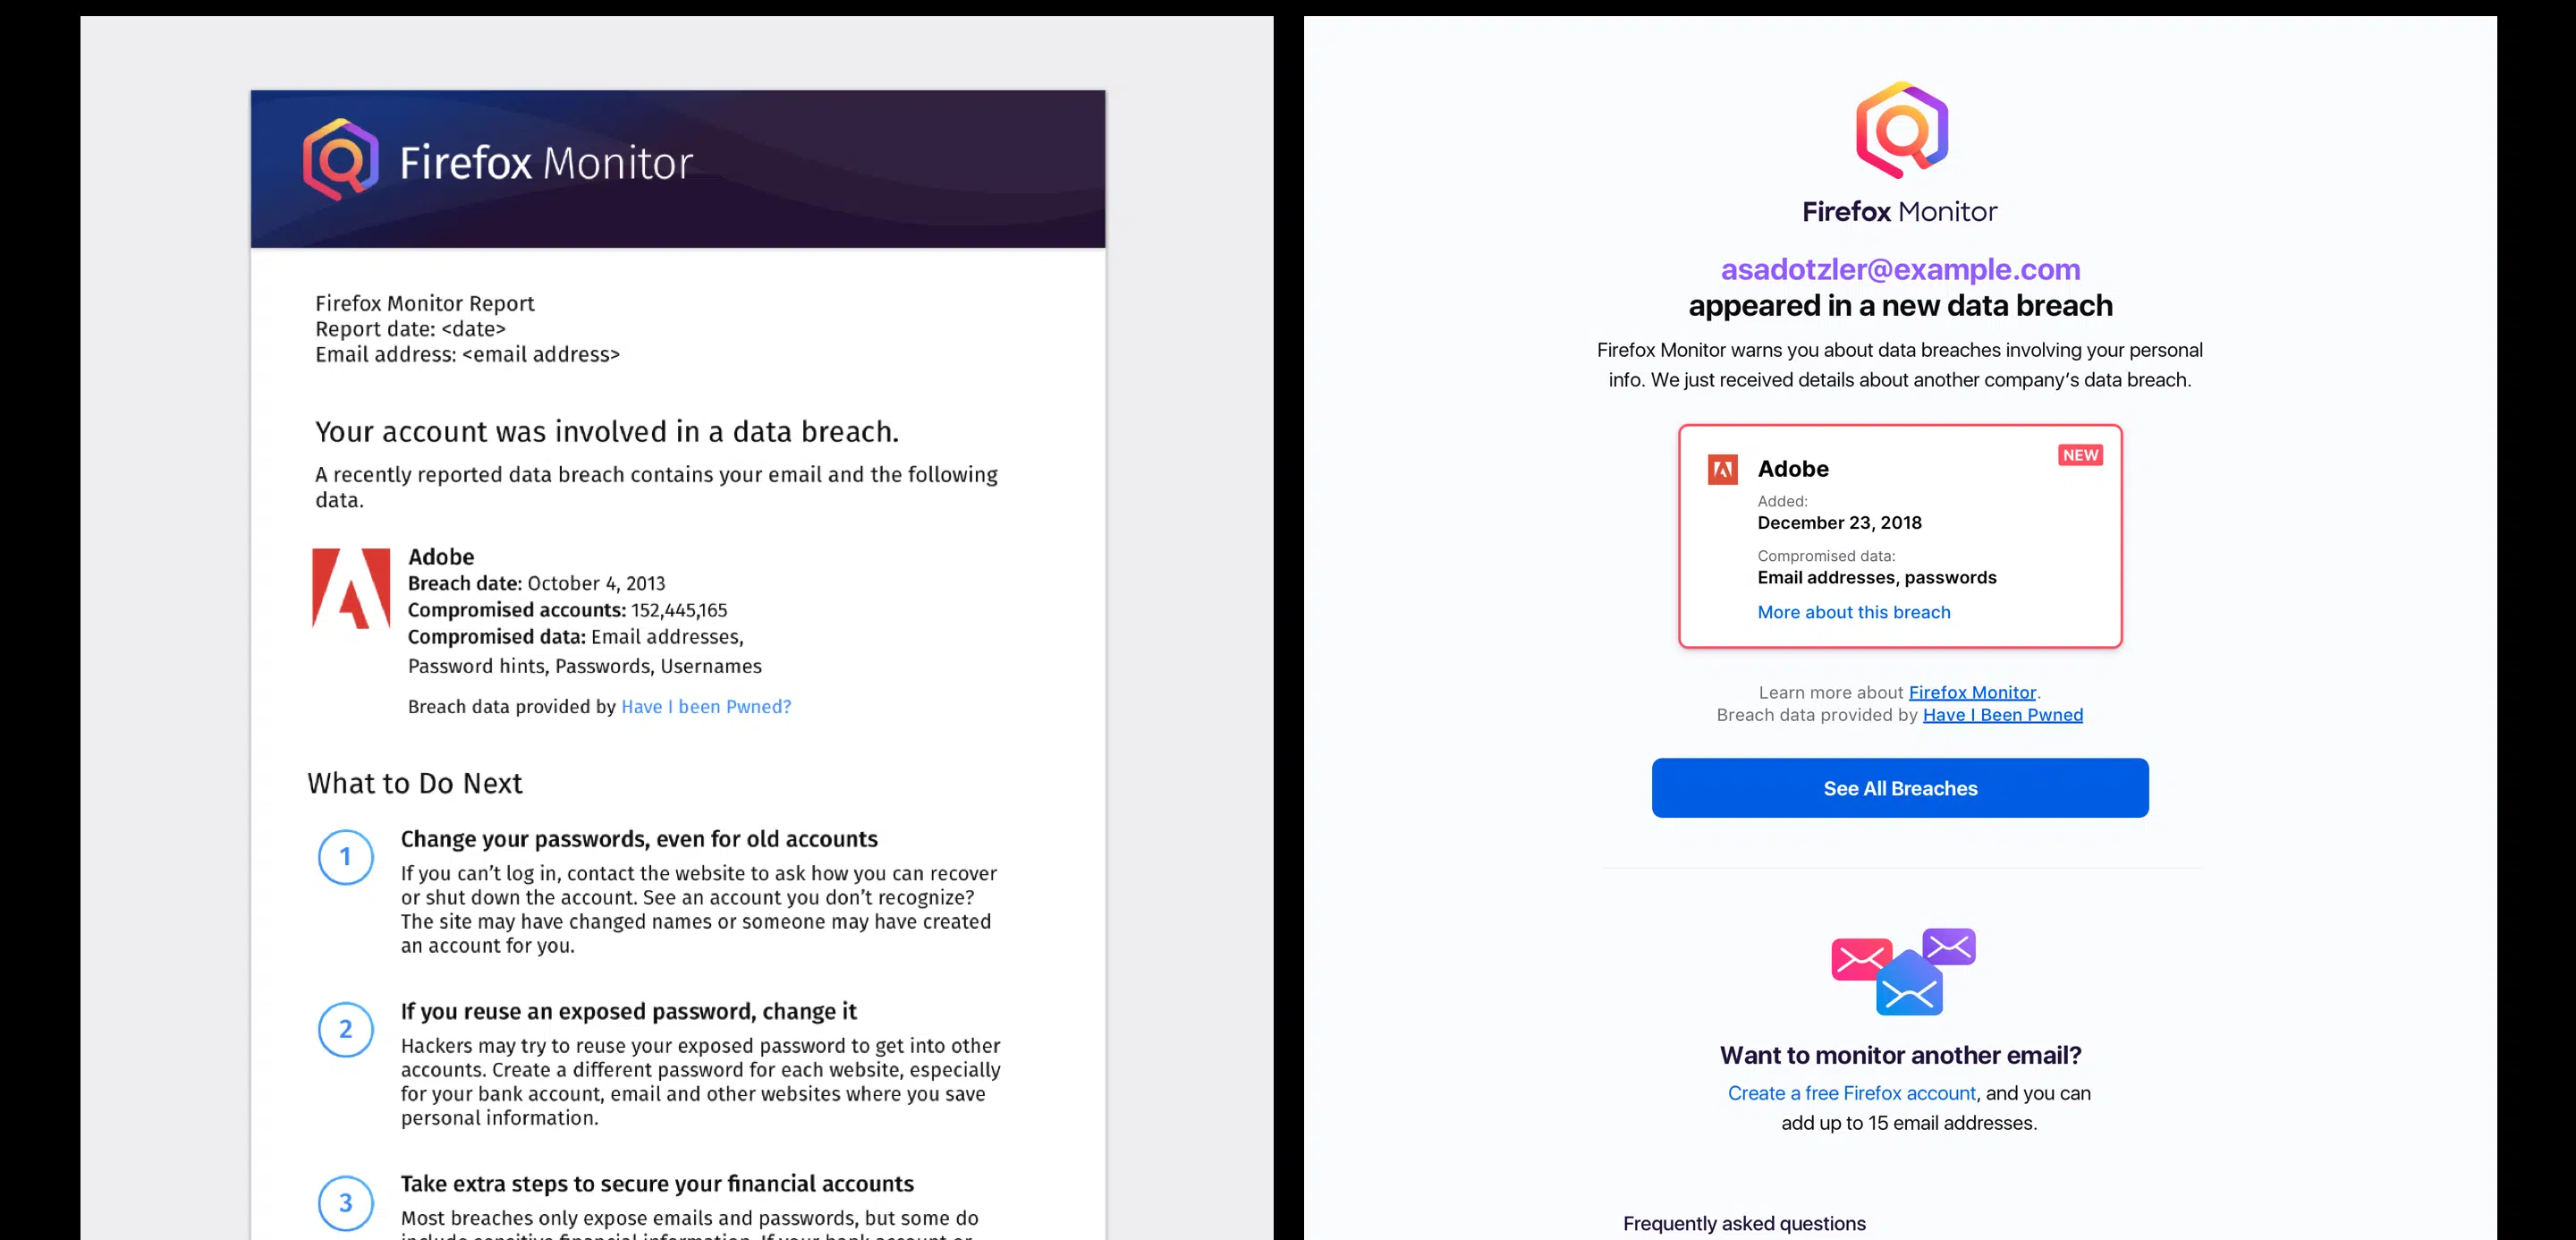 Firefox Monitor
Firefox Monitor Report
Report date: <date>
Email address: <email address>
Your account was involved in a data breach.
A recently reported data breach contains your email and the following
data.
Adobe
Breach date: October 4, 2013
Compromised accounts: 152,445,165
Compromised data: Email addresses,
Password hints, Passwords, Usernames
Breach data provided by Have I been Pwned?
What to Do Next
1
Change your passwords, even for old accounts
If you can’t log in, contact the website to ask how you can recover
or shut down the account. See an account you don’t recognize?
The site may have changed names or someone may have created
an account for you.
2
If you reuse an exposed password, change it
Hackers may try to reuse your exposed password to get into other
accounts. Create a different password for each website, especially
for your bank account, email and other websites where you save
personal information.
3
Take extra steps to secure your financial accounts
Most breaches only expose emails and passwords, but some do
include sensitive financial information. If your bank account or
Firefox Monitor
asadotzler@example.com
appeared in a new data breach
Firefox Monitor warns you about data breaches involving your personal
info. We just received details about another company’s data breach.
NEW
Adobe
Added:
December 23, 2018
Compromised data:
Email addresses, passwords
More about this breach
Learn more about Firefox Monitor.
Breach data provided by Have I Been Pwned
See All Breaches
Want to monitor another email?
Create a free Firefox account, and you can
add up to 15 email addresses.
Frequently asked questions